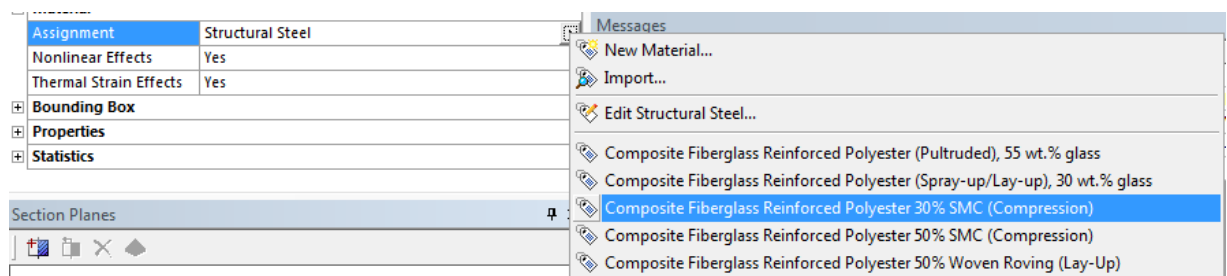 Material
Assignment Structural Steel
Nonlinear Effects Yes
Thermal Strain Effects Yes
Bounding Box
Properties
Statistics
Section Planes
Messages
New Material...
Import...
Edit Structural Steel...
Composite Fiberglass Reinforced Polyester (Pultruded), 55 wt.% glass
Composite Fiberglass Reinforced Polyester (Spray-up/Lay-up), 30 wt.% glass
Composite Fiberglass Reinforced Polyester 30% SMC (Compression)
Composite Fiberglass Reinforced Polyester 50% SMC (Compression)
Composite Fiberglass Reinforced Polyester 50% Woven Roving (Lay-Up)